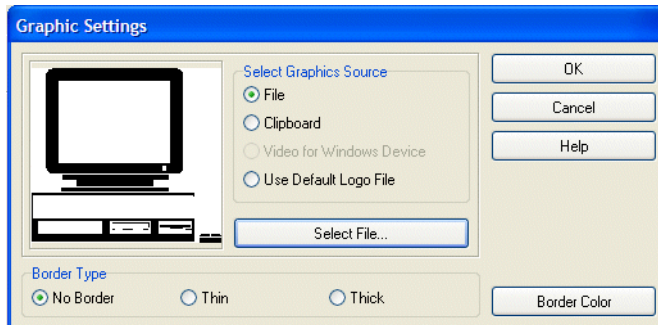 Graphic Settings
Select Graphics Source
File
Clipboard
Video for Windows Device
Use Default Logo File
Select File...
OK
Cancel
Help
Border Type
No Border
Thin
Thick
Border Color